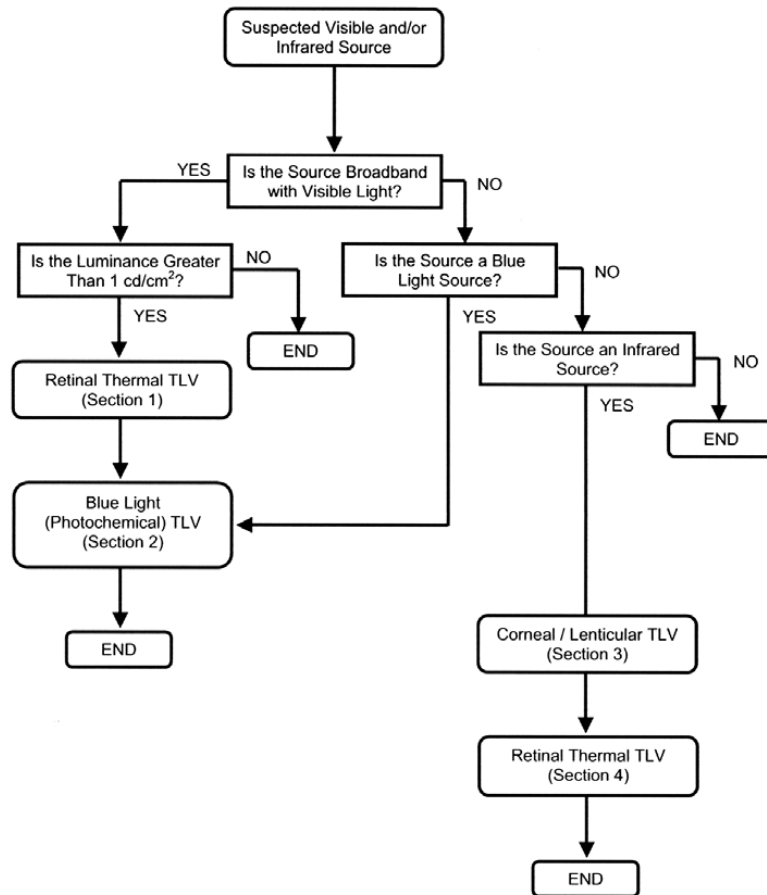 Suspected Visible and/or
Infrared Source
YES
Is the Source Broadband
with Visible Light?
NO
Is the Luminance Greater
Than 1 cd/cm²?
NO
Is the Source a Blue
Light Source?
NO
YES
YES
END
Is the Source an Infrared
Source?
NO
Retinal Thermal TLV
(Section 1)
YES
END
Blue Light
(Photochemical) TLV
(Section 2)
END
Corneal / Lenticular TLV
(Section 3)
Retinal Thermal TLV
(Section 4)
END